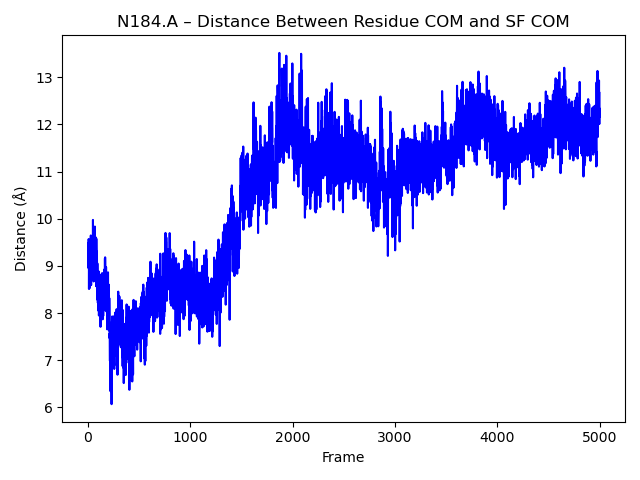 N184.A – Distance Between Residue COM and SF COM
13
12
11
10
9
8
7
6
Distance (Å)
0 1000 2000 3000 4000 5000
Frame